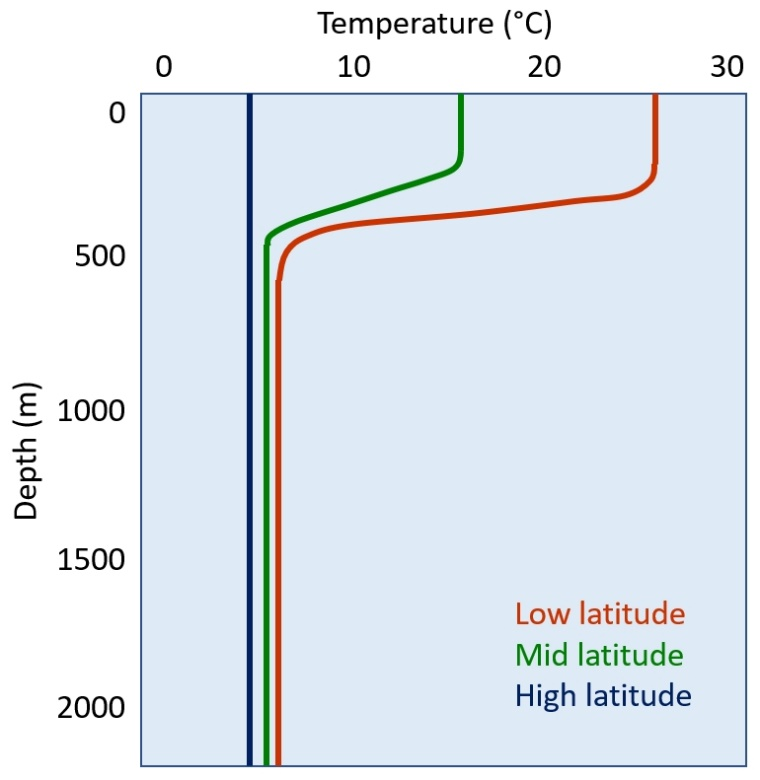 Temperature (°C)
0 10 20 30
0
500
1000
1500
2000
Depth (m)
Low latitude
Mid latitude
High latitude